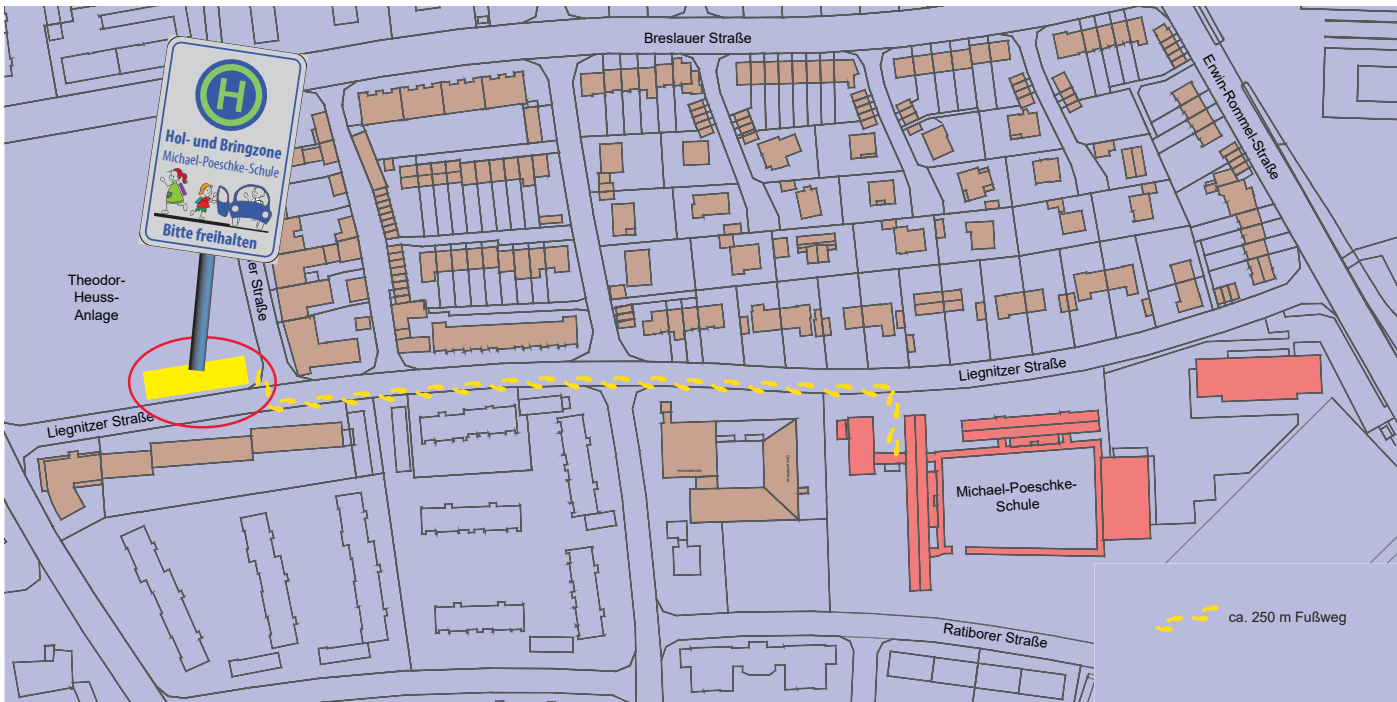 Breslauer Straße
Erwin-Rommel-Straße
H
Hol- und Bringzone
Michael-Poeschke-Schule
Bitte freihalten
er Straße
Theodor-
Heuss-
Anlage
Liegnitzer Straße
Liegnitzer Straße
Michael-Poeschke-
Schule
Ratiborer Straße
ca. 250 m Fußweg